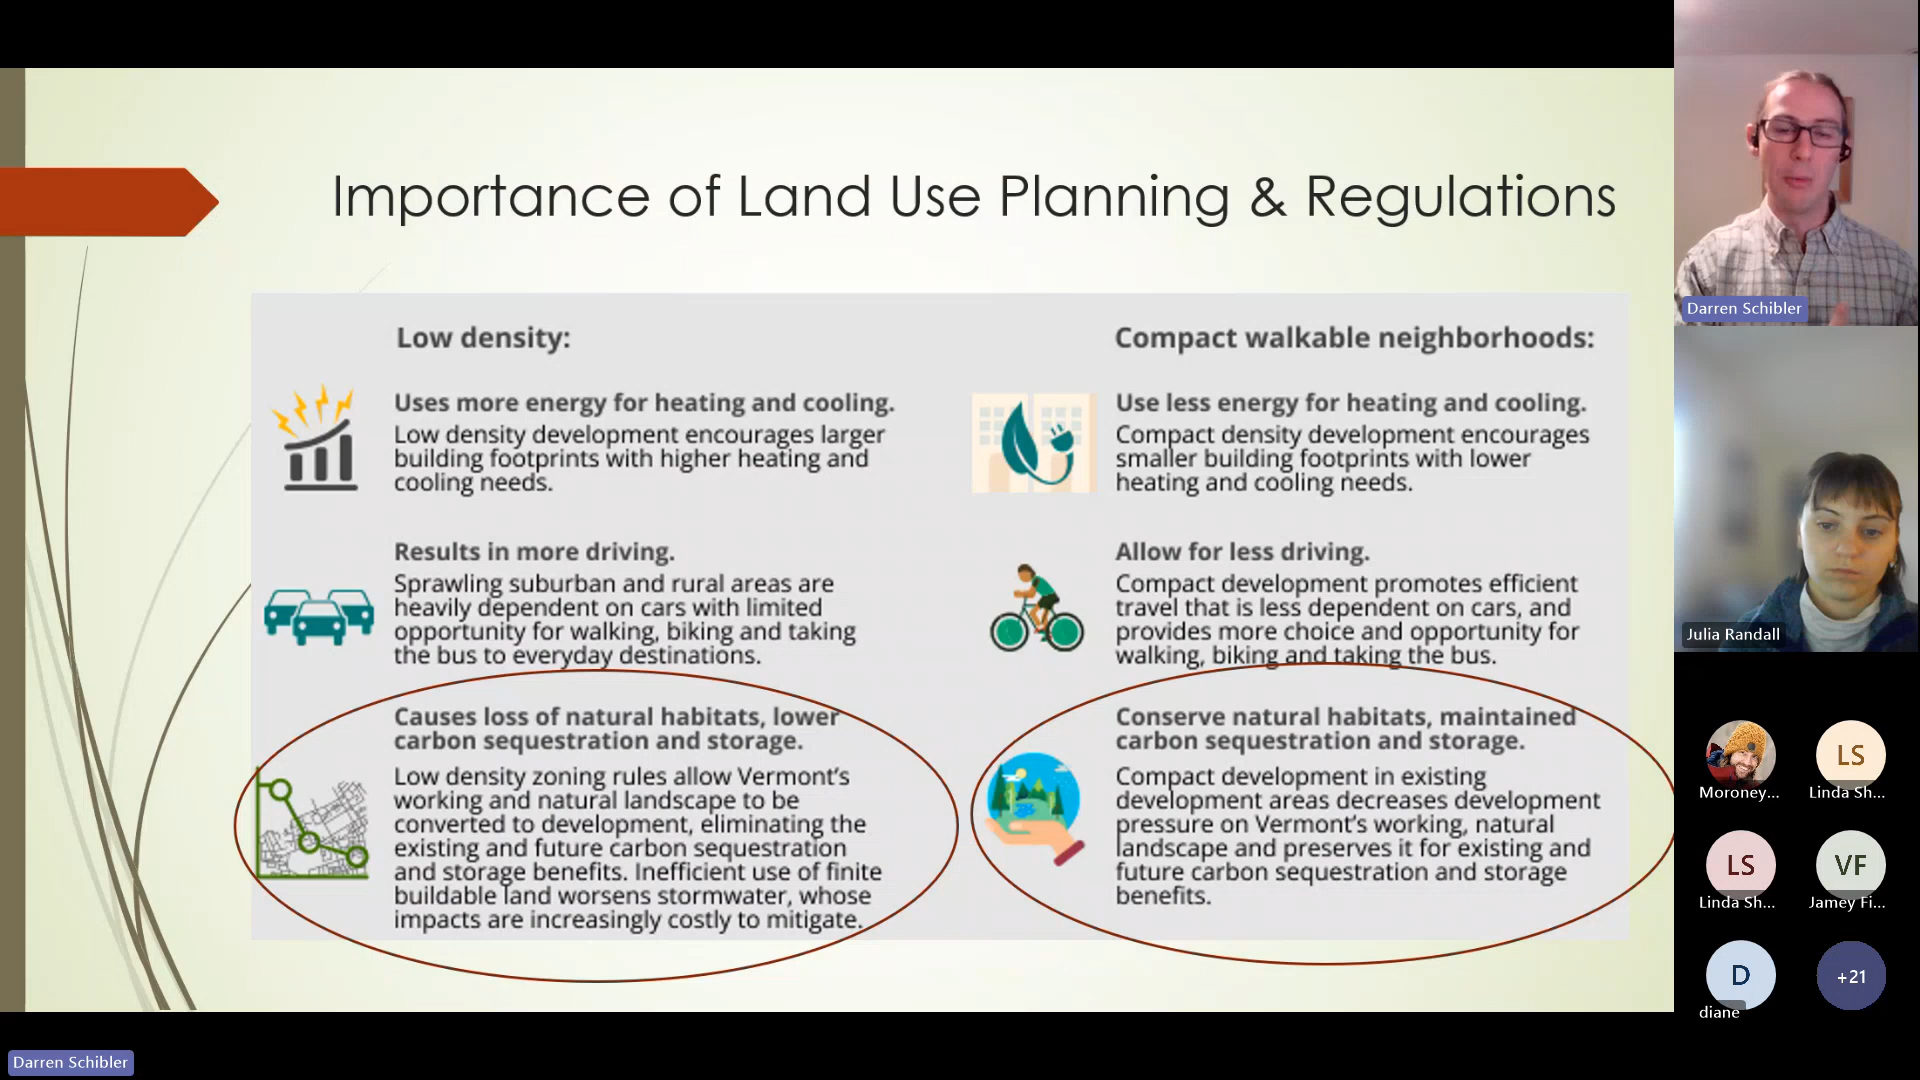 Importance of Land Use Planning & Regulations
Low density:
Uses more energy for heating and cooling.
Low density development encourages larger
building footprints with higher heating and
cooling needs.
Results in more driving.
Sprawling suburban and rural areas are
heavily dependent on cars with limited
opportunity for walking, biking and taking
the bus to everyday destinations.
Causes loss of natural habitats, lower
carbon sequestration and storage.
Low density zoning rules allow Vermont's
working and natural landscape to be
converted to development, eliminating the
existing and future carbon sequestration
and storage benefits. Inefficient use of finite
buildable land worsens stormwater, whose
impacts are increasingly costly to mitigate.
Compact walkable neighborhoods:
Use less energy for heating and cooling.
Compact density development encourages
smaller building footprints with lower
heating and cooling needs.
Allow for less driving.
Compact development promotes efficient
travel that is less dependent on cars, and
provides more choice and opportunity for
walking, biking and taking the bus.
Conserve natural habitats, maintained
carbon sequestration and storage.
Compact development in existing
development areas decreases development
pressure on Vermont's working, natural
landscape and preserves it for existing and
future carbon sequestration and storage
benefits.
Darren Schibler
Julia Randall
Moroney...
LS
Linda Sh...
LS
Linda Sh...
VF
Jamey Fi...
D
diane
+21
Darren Schibler